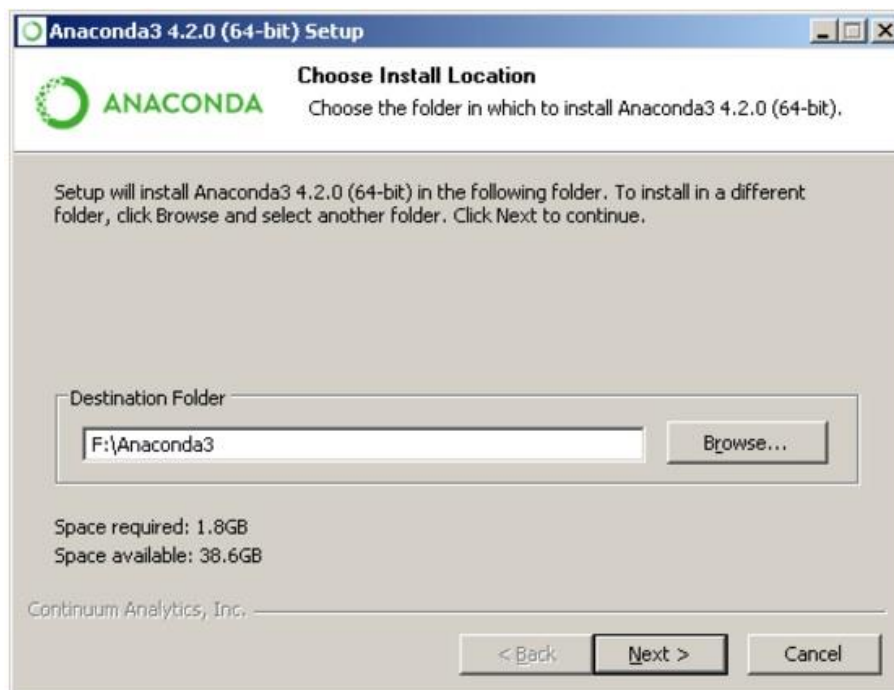 Anaconda3 4.2.0 (64-bit) Setup
ANACONDA
Choose Install Location
Choose the folder in which to install Anaconda3 4.2.0 (64-bit).
Setup will install Anaconda3 4.2.0 (64-bit) in the following folder. To install in a different
folder, click Browse and select another folder. Click Next to continue.
Destination Folder
F:\Anaconda3
Browse...
Space required: 1.8GB
Space available: 38.6GB
Continuum Analytics, Inc.
< Back
Next >
Cancel